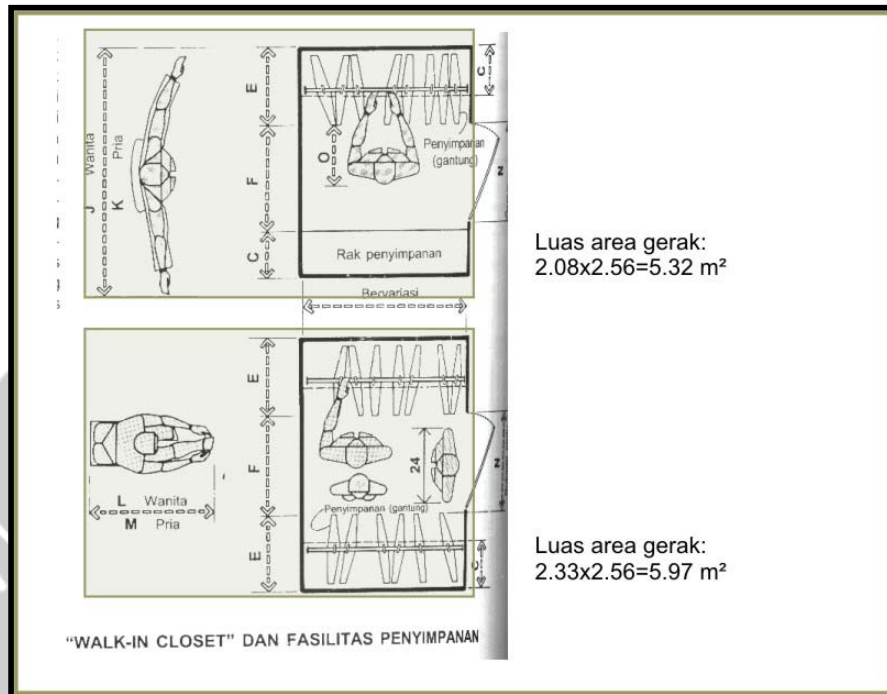 E
F
C
C
O
N
J Wanita
K Pria
Penyimpanan
(gantung)
Rak penyimpanan
Bervariasi
Luas area gerak:
2.08x2.56=5.32 m²
E
F
E
24
N
C
L Wanita
M Pria
Penyimpanan (gantung)
Luas area gerak:
2.33x2.56=5.97 m²
“WALK-IN CLOSET” DAN FASILITAS PENYIMPANAN